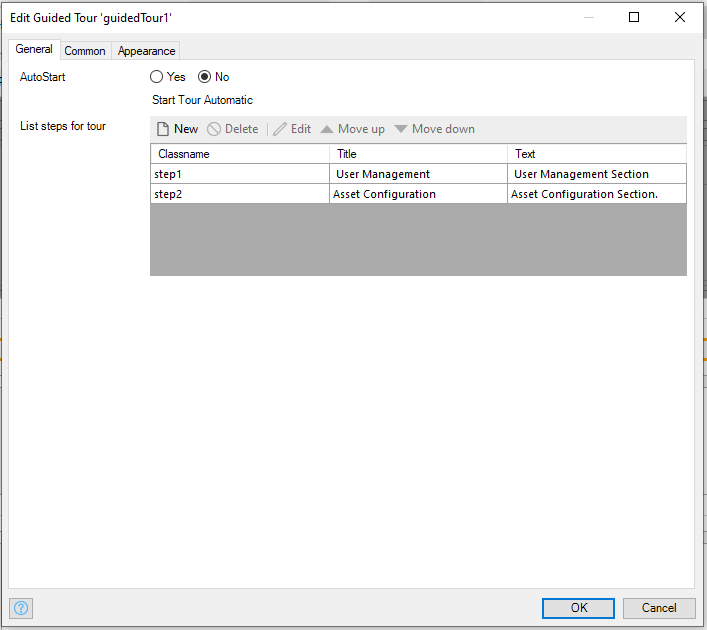 Edit Guided Tour 'guidedTour1'
General Common Appearance
AutoStart Yes No
Start Tour Automatic
List steps for tour New Delete Edit Move up Move down
Classname Title Text
step1 User Management User Management Section
step2 Asset Configuration Asset Configuration Section.
? OK Cancel